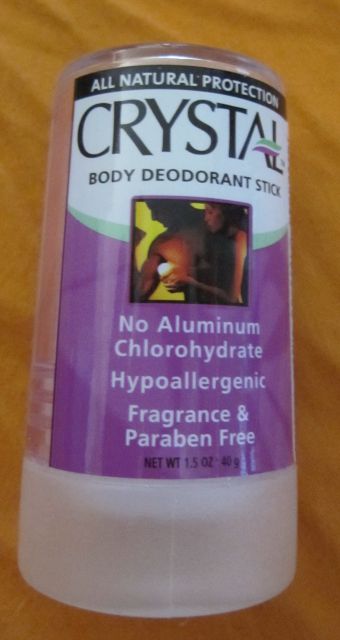 ALL NATURAL PROTECTION
CRYSTAL™
BODY DEODORANT STICK
No Aluminum
Chlorohydrate
Hypoallergenic
Fragrance &
Paraben Free
NET WT 1.5 OZ · 40 g